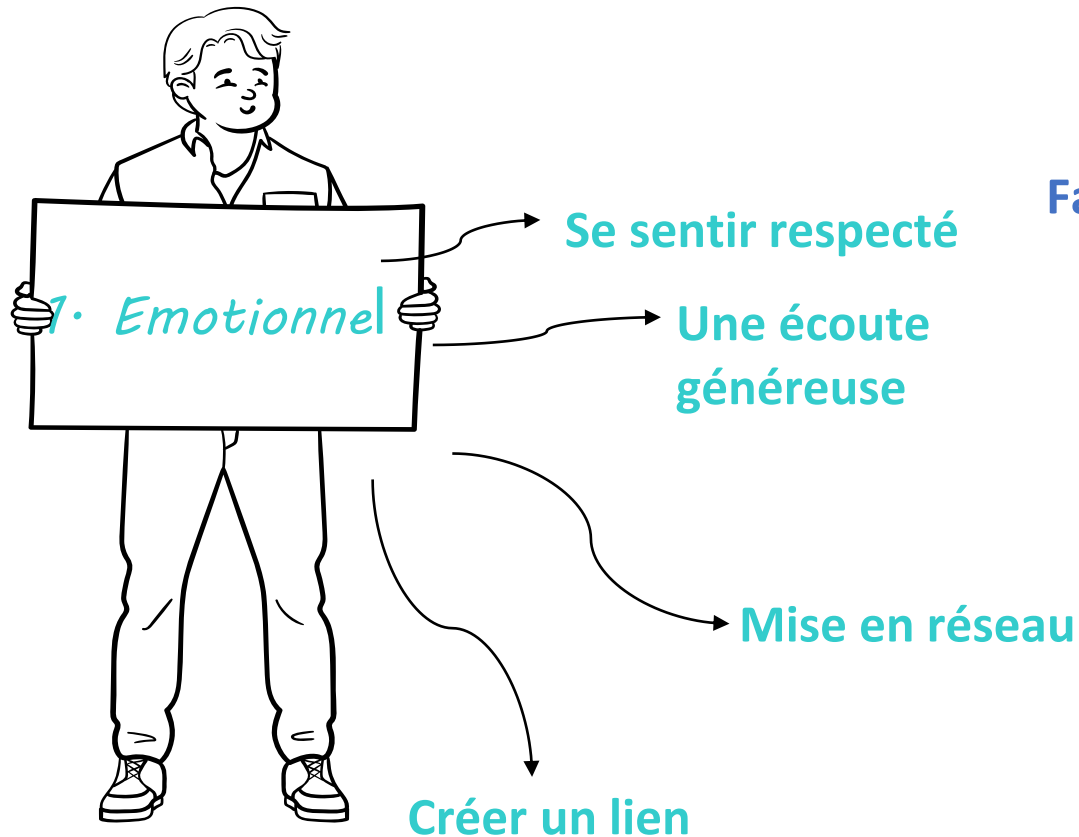 Se sentir respecté
1. Emotionnel
Une écoute
généreuse
Mise en réseau
Créer un lien